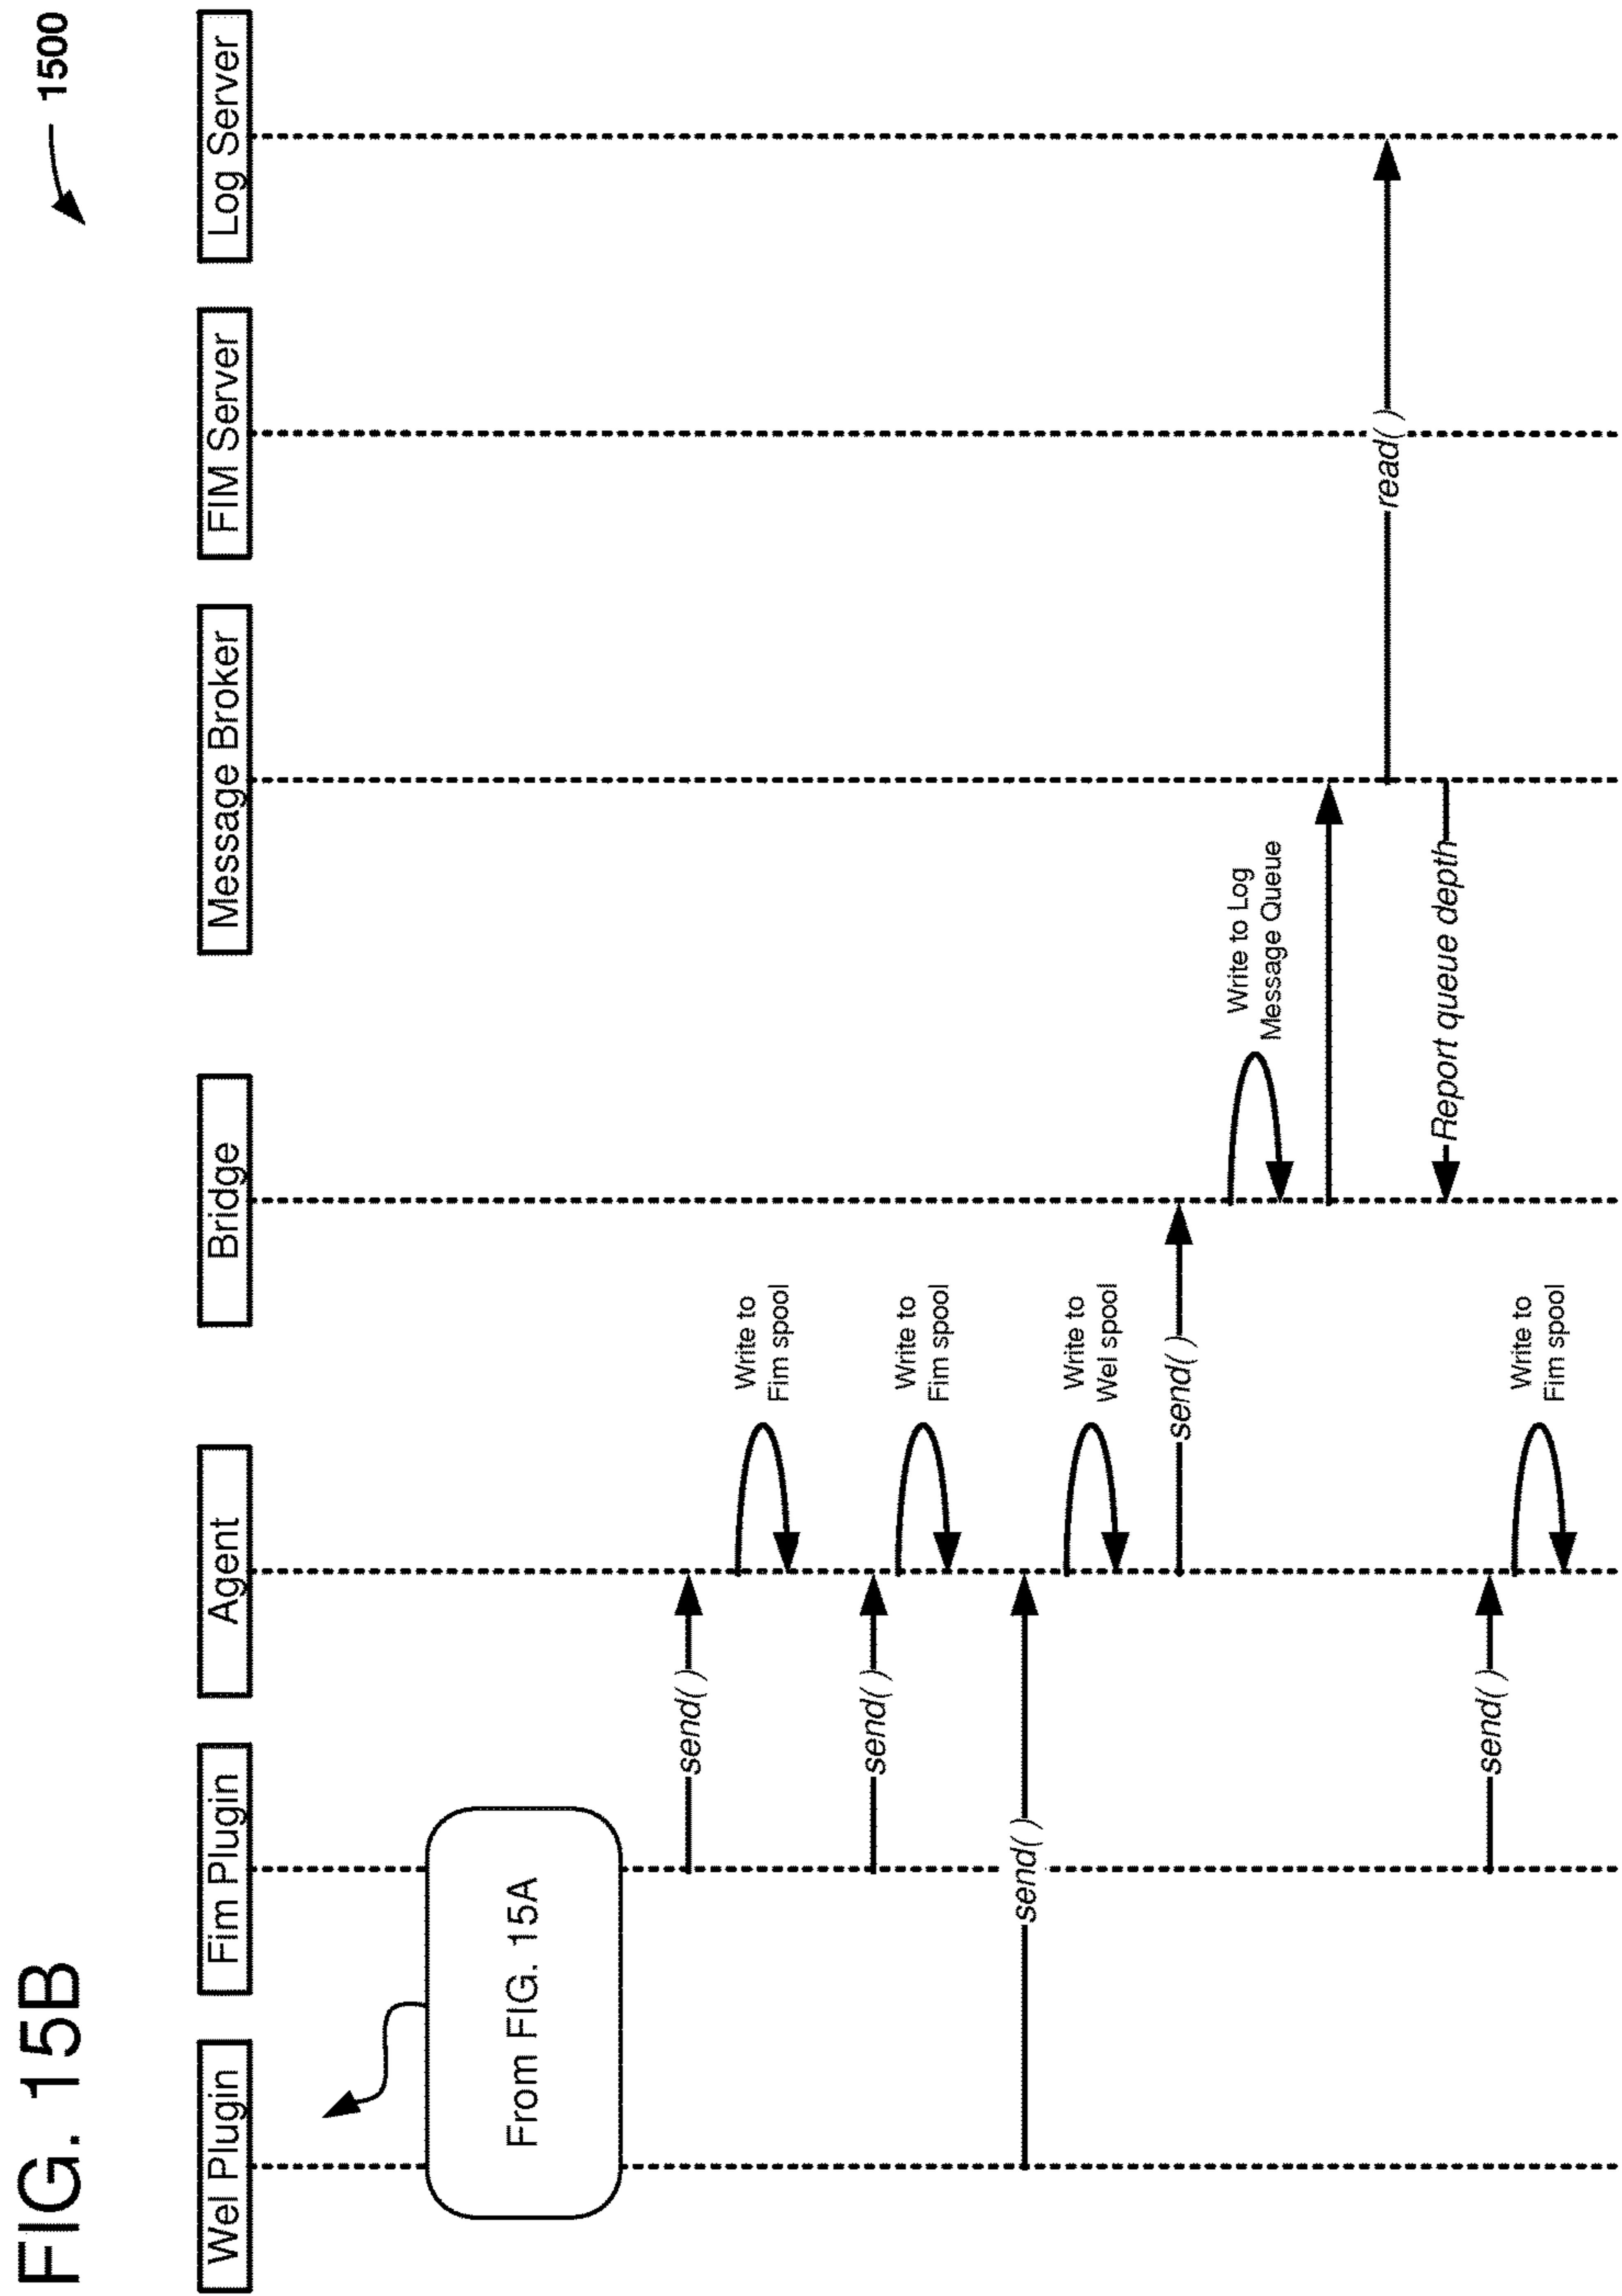 FIG. 15B
1500
Wel Plugin
Fim Plugin
Agent
Bridge
Message Broker
FIM Server
Log Server
From FIG. 15A
send( )
Write to
Fim spool
send( )
Write to
Fim spool
send( )
Write to
Wel spool
send( )
Write to Log
Message Queue
read( )
Report queue depth
send( )
Write to
Fim spool